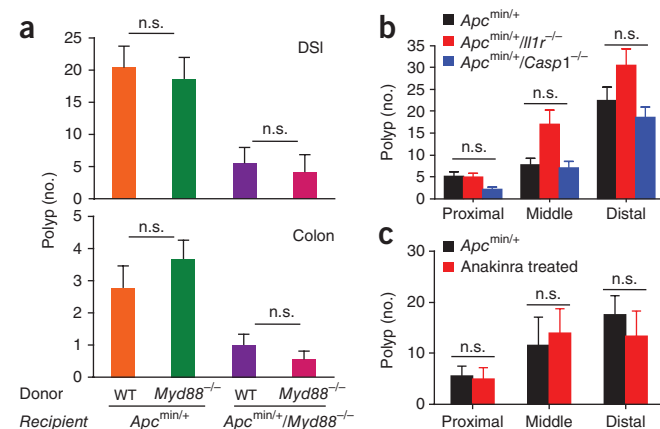 a
DSI
n.s.
n.s.
25
20
15
10
5
0
Polyp (no.)
Colon
n.s.
n.s.
6
5
4
3
2
1
0
Donor WT Myd88–/– WT Myd88–/–
Recipient Apcmin/+ Apcmin/+/Myd88–/–
b
Apcmin/+
Apcmin/+/Il1r–/–
Apcmin/+/Casp1–/–
n.s.
n.s.
n.s.
35
30
25
20
15
10
5
0
Polyp (no.)
Proximal Middle Distal
c
Apcmin/+
Anakinra treated
n.s.
n.s.
n.s.
30
20
10
0
Polyp (no.)
Proximal Middle Distal